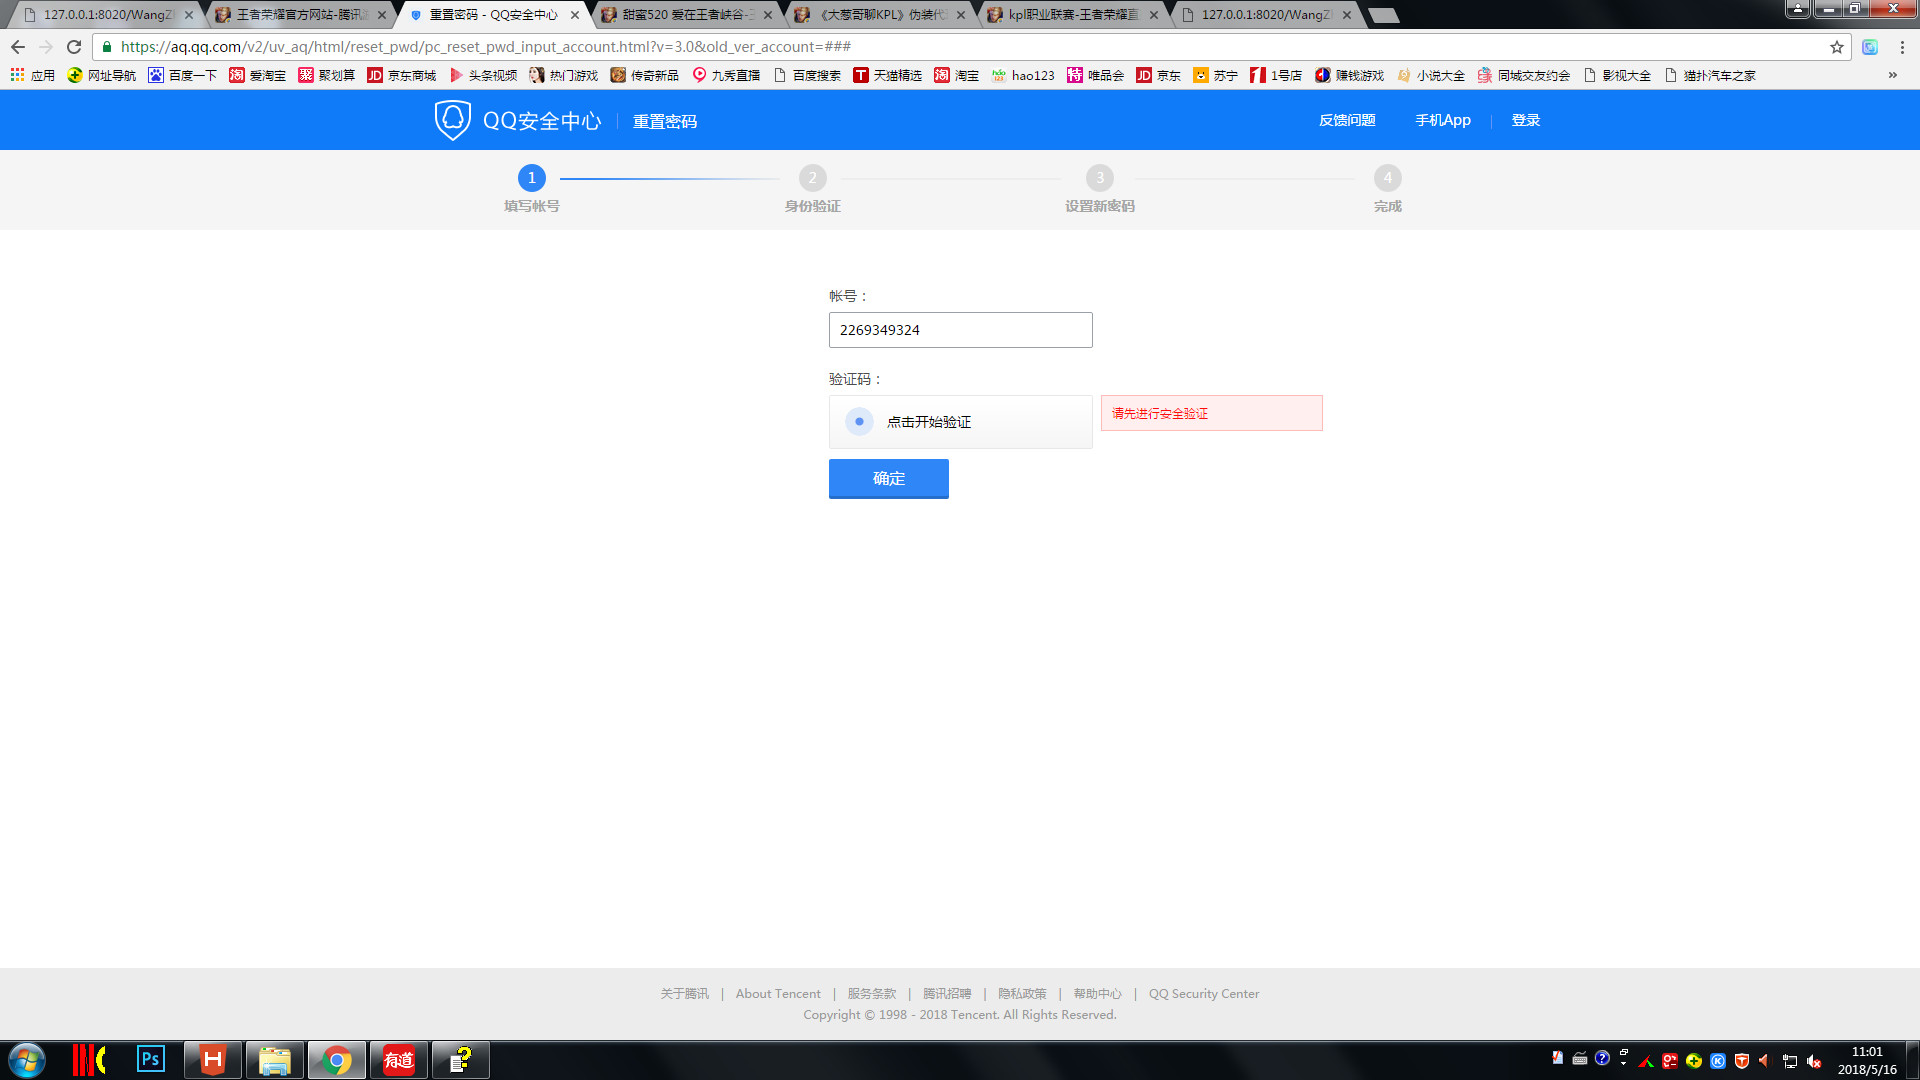 127.0.0.1:8020/WangZ
王者荣耀官方网站-腾讯
重置密码 - QQ安全中心
甜蜜520 爱在王者峡谷-
《大葱哥聊KPL》伪装代
kpl职业联赛-王者荣耀直
127.0.0.1:8020/WangZ
https://aq.qq.com/v2/uv_aq/html/reset_pwd/pc_reset_pwd_input_account.html?v=3.0&old_ver_account=###
应用 网址导航 百度一下 爱淘宝 聚划算 京东商城 头条视频 热门游戏 传奇新品 九秀直播 百度搜索 天猫精选 淘宝 hao123 唯品会 京东 苏宁 1号店 赚钱游戏 小说大全 同城交友约会 影视大全 猫扑汽车之家 »
QQ安全中心 | 重置密码
反馈问题 手机App | 登录
1 2 3 4
填写帐号 身份验证 设置新密码 完成
帐号：
2269349324
验证码：
点击开始验证
请先进行安全验证
确定
关于腾讯 | About Tencent | 服务条款 | 腾讯招聘 | 隐私政策 | 帮助中心 | QQ Security Center
Copyright © 1998 - 2018 Tencent. All Rights Reserved.
Ps
H
有道
11:01
2018/5/16